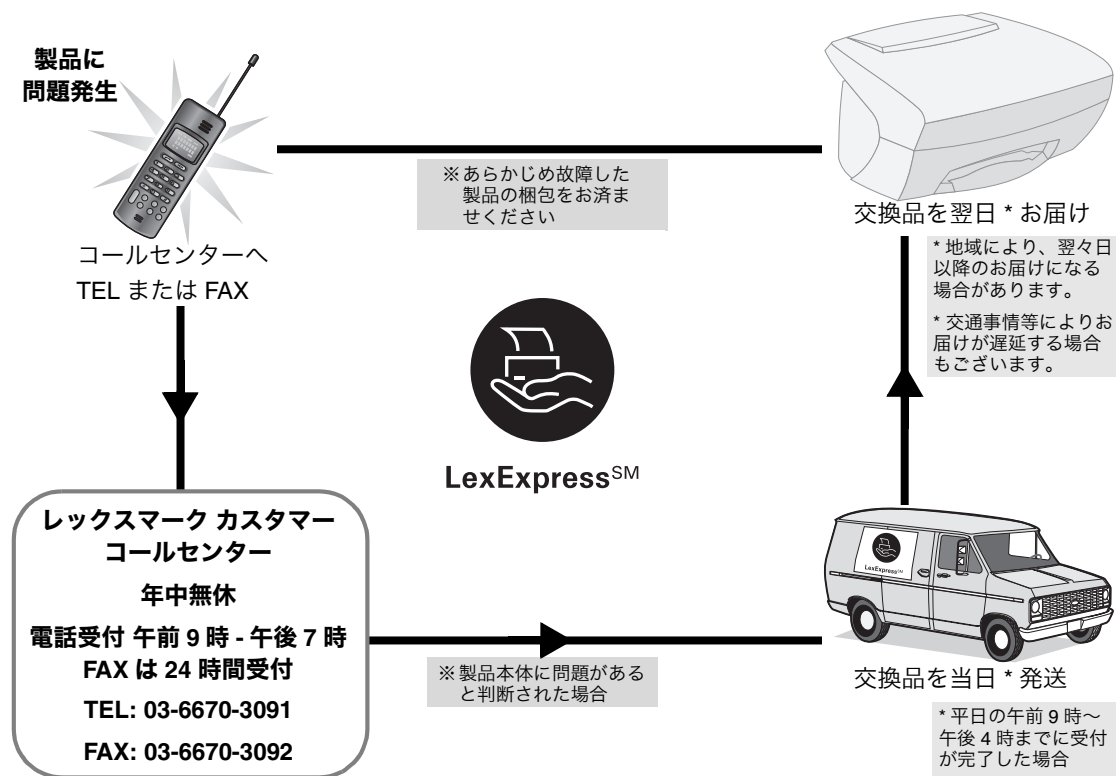 製品に
問題発生
コールセンターへ
TEL または FAX
※あらかじめ故障した
製品の梱包をお済ま
せください
交換品を翌日 * お届け
* 地域により、翌々日
以降のお届けになる
場合があります。
* 交通事情等によりお
届けが遅延する場合
もございます。
LexExpressSM
レックスマーク カスタマー
コールセンター
年中無休
電話受付 午前 9 時 - 午後 7 時
FAX は 24 時間受付
TEL: 03-6670-3091
FAX: 03-6670-3092
※製品本体に問題がある
と判断された場合
LexExpressSM
交換品を当日 * 発送
* 平日の午前 9 時～
午後 4 時までに受付
が完了した場合